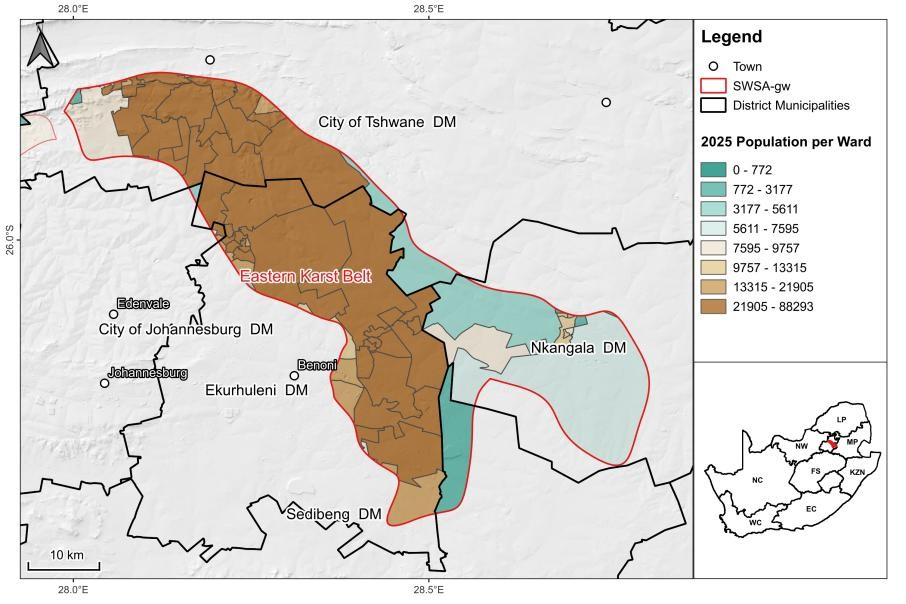 28.0°E
28.5°E
26.0°S
City of Tshwane DM
Eastern Karst Belt
Edenvale
City of Johannesburg DM
Nkangala DM
Benoni
Johannesburg
Ekurhuleni DM
Sedibeng DM
10 km
28.0°E
28.5°E
Legend
Town
SWSA-gw
District Municipalities
2025 Population per Ward
0 - 772
772 - 3177
3177 - 5611
5611 - 7595
7595 - 9757
9757 - 13315
13315 - 21905
21905 - 88293
LP
NW
MP
FS
KZN
NC
EC
WC